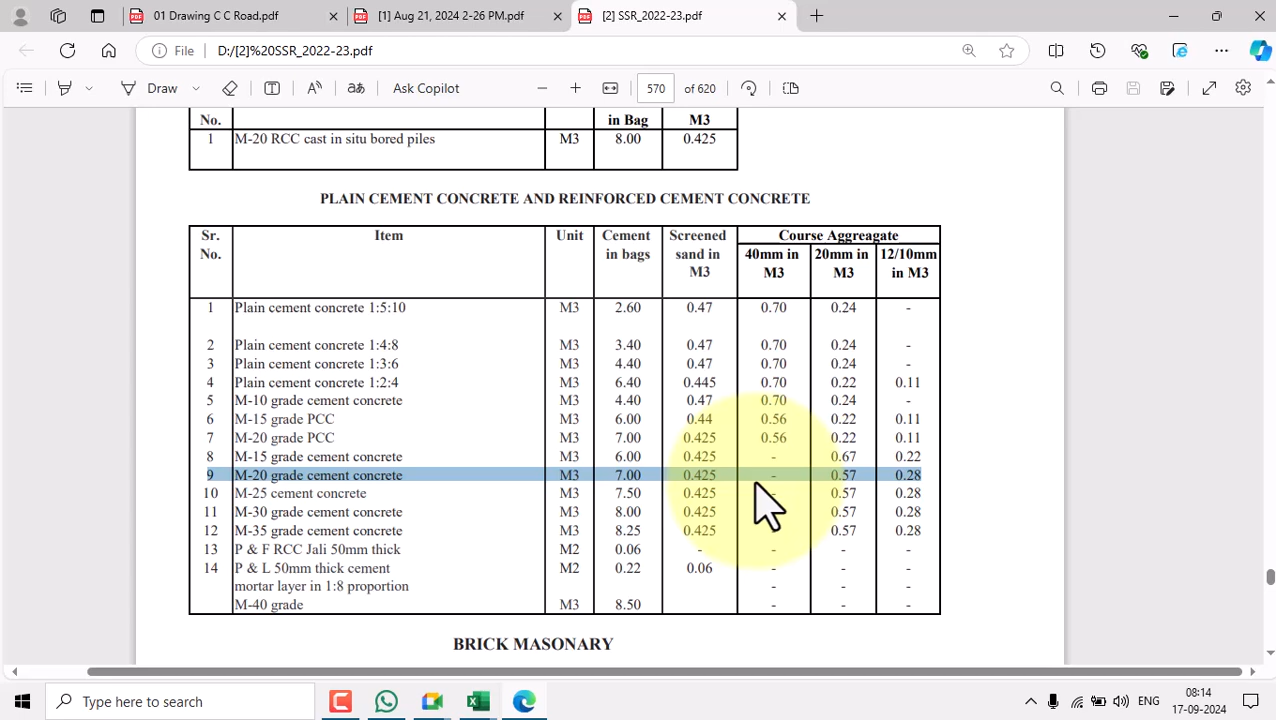 01 Drawing C C Road.pdf
[1] Aug 21, 2024 2-26 PM.pdf
[2] SSR_2022-23.pdf
File D:/[2]%20SSR_2022-23.pdf
Draw aあ Ask Copilot 570 of 620
No. in Bag M3
1 M-20 RCC cast in situ bored piles M3 8.00 0.425
PLAIN CEMENT CONCRETE AND REINFORCED CEMENT CONCRETE
Sr. Item Unit Cement Screened Course Aggreagate
No. in bags sand in 40mm in 20mm in 12/10mm
M3 M3 M3 in M3
1 Plain cement concrete 1:5:10 M3 2.60 0.47 0.70 0.24 -
2 Plain cement concrete 1:4:8 M3 3.40 0.47 0.70 0.24 -
3 Plain cement concrete 1:3:6 M3 4.40 0.47 0.70 0.24 -
4 Plain cement concrete 1:2:4 M3 6.40 0.445 0.70 0.22 0.11
5 M-10 grade cement concrete M3 4.40 0.47 0.70 0.24 -
6 M-15 grade PCC M3 6.00 0.44 0.56 0.22 0.11
7 M-20 grade PCC M3 7.00 0.425 0.56 0.22 0.11
8 M-15 grade cement concrete M3 6.00 0.425 - 0.67 0.22
9 M-20 grade cement concrete M3 7.00 0.425 - 0.57 0.28
10 M-25 cement concrete M3 7.50 0.425 - 0.57 0.28
11 M-30 grade cement concrete M3 8.00 0.425 - 0.57 0.28
12 M-35 grade cement concrete M3 8.25 0.425 - 0.57 0.28
13 P & F RCC Jali 50mm thick M2 0.06 - - - -
14 P & L 50mm thick cement M2 0.22 0.06 - - -
mortar layer in 1:8 proportion - - -
M-40 grade M3 8.50 - - -
BRICK MASONARY
Type here to search
ENG
08:14
17-09-2024